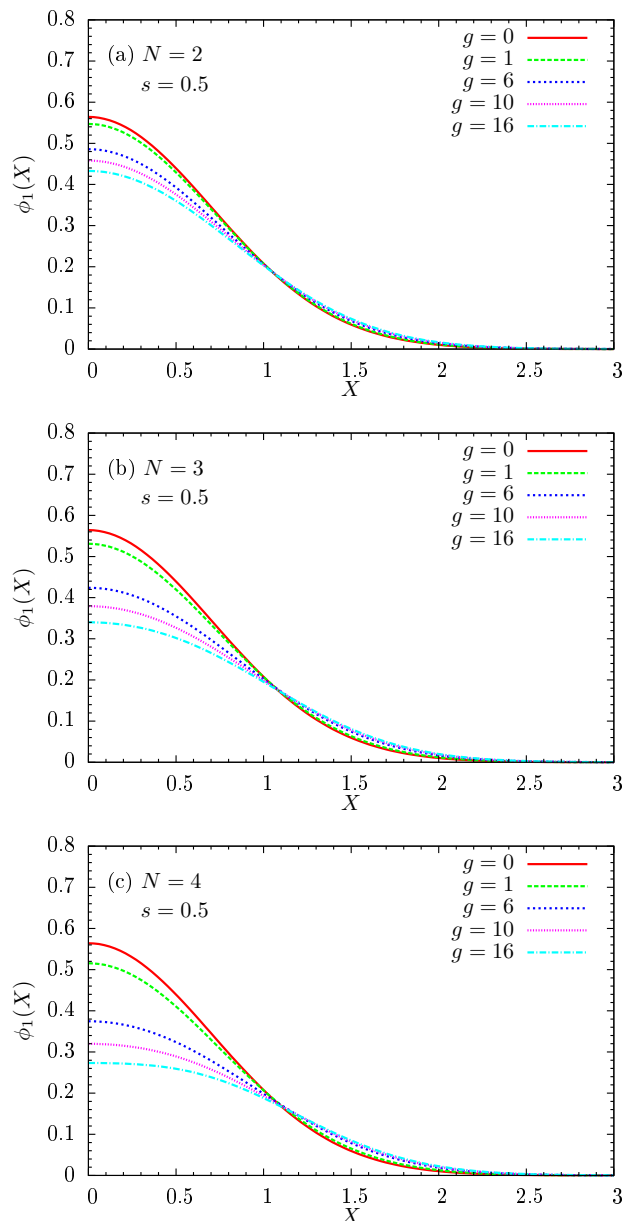 0.8
0.7
0.6
0.5
0.4
0.3
0.2
0.1
0
ϕ₁(X)
(a) N = 2
s = 0.5
g = 0
g = 1
g = 6
g = 10
g = 16
0 0.5 1 1.5 2 2.5 3
X
0.8
0.7
0.6
0.5
0.4
0.3
0.2
0.1
0
ϕ₁(X)
(b) N = 3
s = 0.5
g = 0
g = 1
g = 6
g = 10
g = 16
0 0.5 1 1.5 2 2.5 3
X
0.8
0.7
0.6
0.5
0.4
0.3
0.2
0.1
0
ϕ₁(X)
(c) N = 4
s = 0.5
g = 0
g = 1
g = 6
g = 10
g = 16
0 0.5 1 1.5 2 2.5 3
X